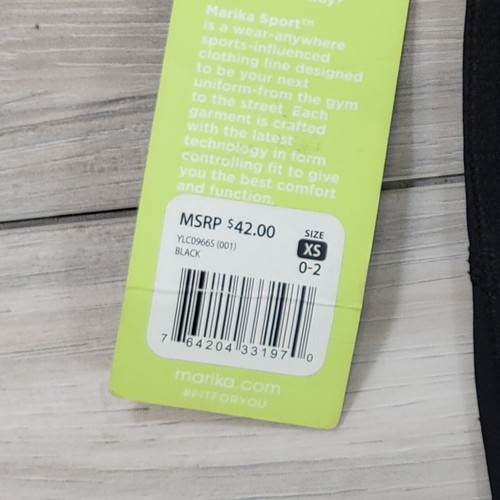 Marika Sport™
is a wear-anywhere
sports-influenced
clothing line designed
to be your next
uniform-from the gym
to the street. Each
garment is crafted
with the latest
technology in form
controlling fit to give
you the best comfort
and function.
MSRP $42.00
YLC0966S (001)
BLACK
SIZE
XS
0-2
7 64204 33197 0
marika.com
#FITFORYOU